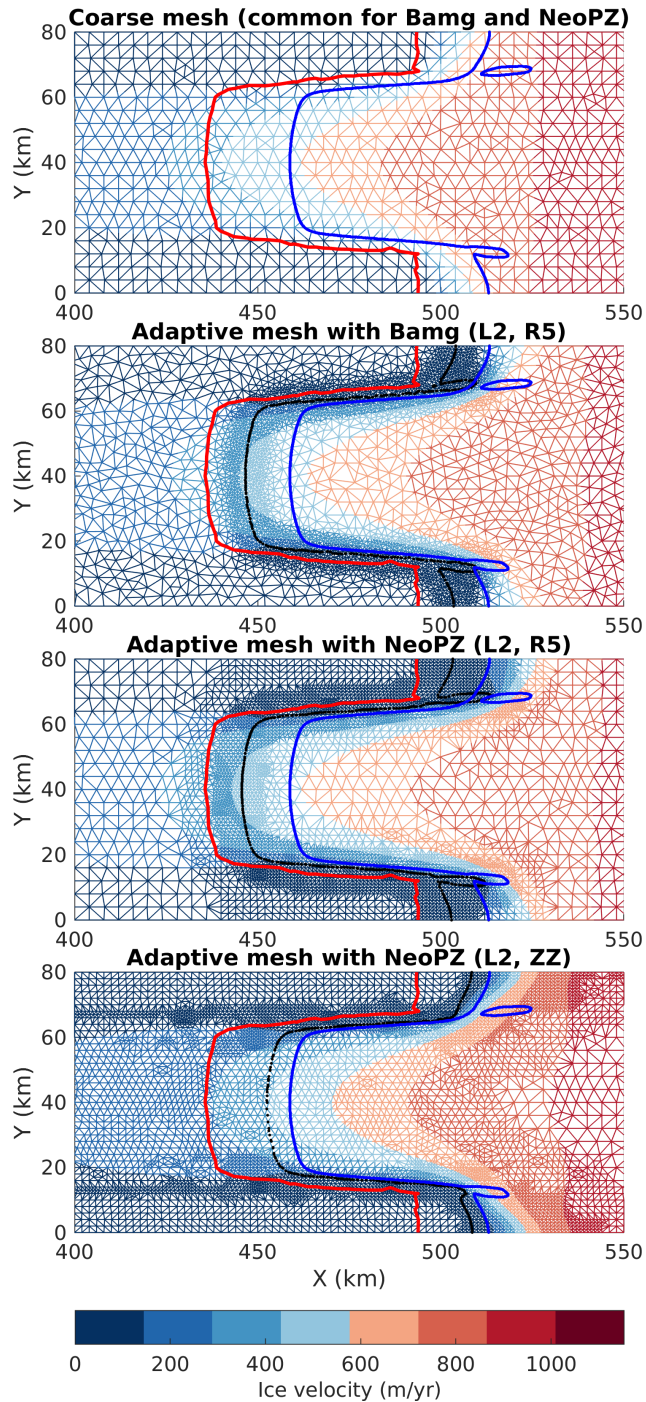 Coarse mesh (common for Bamg and NeoPZ)
80
60
40
20
0
Y (km)
400 450 500 550
Adaptive mesh with Bamg (L2, R5)
80
60
40
20
0
Y (km)
400 450 500 550
Adaptive mesh with NeoPZ (L2, R5)
80
60
40
20
0
Y (km)
400 450 500 550
Adaptive mesh with NeoPZ (L2, ZZ)
80
60
40
20
0
Y (km)
400 450 500 550
X (km)
0 200 400 600 800 1000
Ice velocity (m/yr)